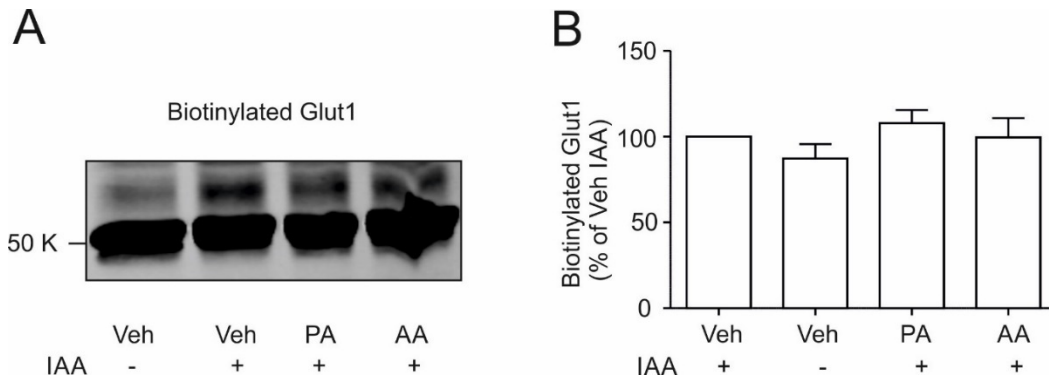 A
Biotinylated Glut1
50 K
Veh Veh PA AA
IAA - + + +
B
Biotinylated Glut1
(% of Veh IAA)
150
100
50
0
Veh Veh PA AA
IAA + - + +